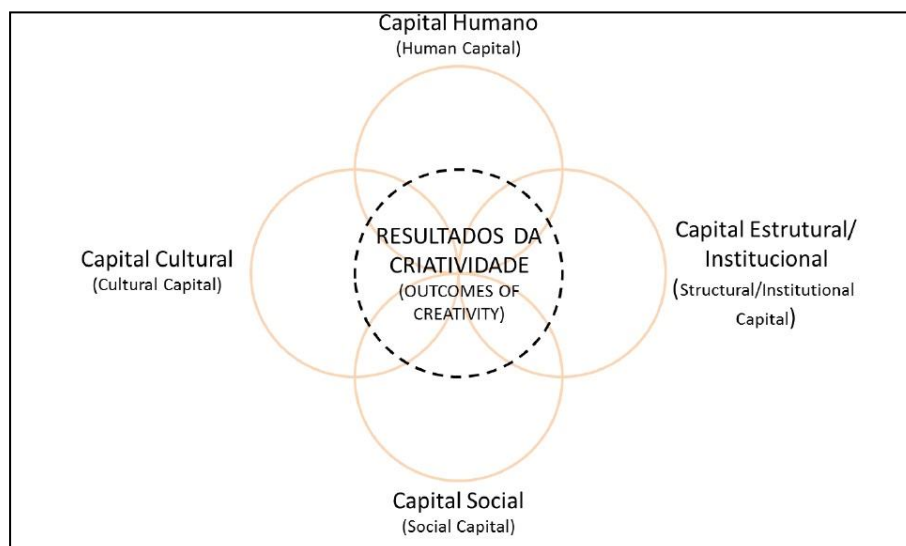 Capital Humano
(Human Capital)
Capital Cultural
(Cultural Capital)
RESULTADOS DA
CRIATIVIDADE
(OUTCOMES OF
CREATIVITY)
Capital Estrutural/
Institucional
(Structural/Institutional
Capital)
Capital Social
(Social Capital)